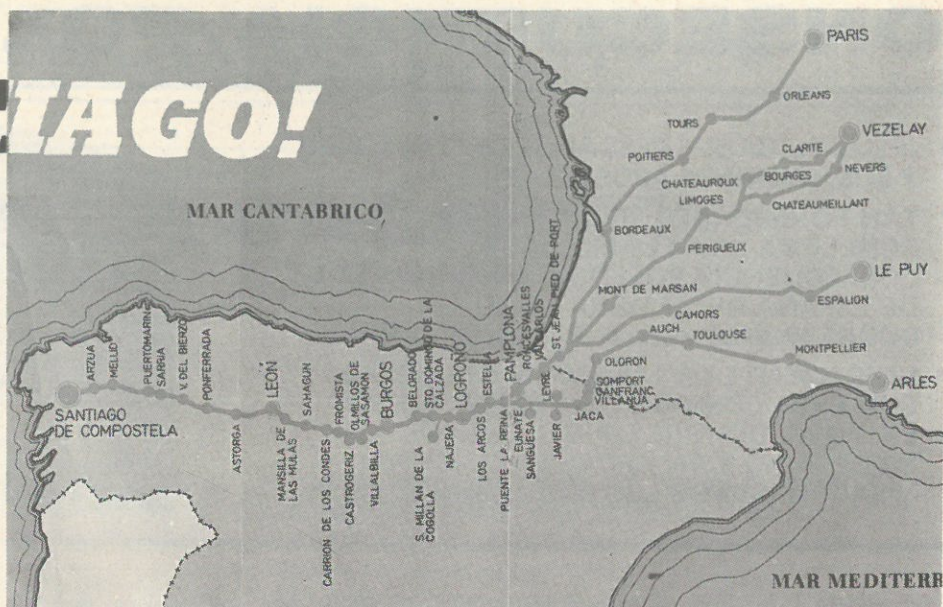 IAGO!
MAR CANTABRICO
PARIS
ORLEANS
TOURS
VEZELAY
CLARITE
POITIERS
NEVERS
BOURGES
CHATEAUROUX
LIMOGES
CHATEAUMEILLANT
BORDEAUX
PERIGUEUX
LE PUY
MONT DE MARSAN
ESPALION
CAHORS
AUCH
TOULOUSE
MONTPELLIER
OLORON
ARLES
SOMPORT
CANFRANC
VILLANUA
JACA
ST. JEAN PIED DE PORT
VALCARLOS
RONCESVALLES
PAMPLONA
LEYRE
JAVIER
SANGÜESA
EUNATE
PUENTE LA REINA
ESTELLA
LOS ARCOS
LOGROÑO
NAJERA
STO DOMINGO DE LA
CALZADA
S. MILLAN DE LA
COGOLLA
BELORADO
BURGOS
VILLALBILLA
OLMILLOS DE
SASAMON
CASTROGERIZ
FROMISTA
CARRION DE LOS CONDES
SAHAGUN
MANSILLA DE
LAS MULAS
LEON
ASTORGA
PONFERRADA
V. DEL BIERZO
SARRIA
PUERTOMARIN
MELLID
ARZUA
SANTIAGO
DE COMPOSTELA
MAR MEDITERR